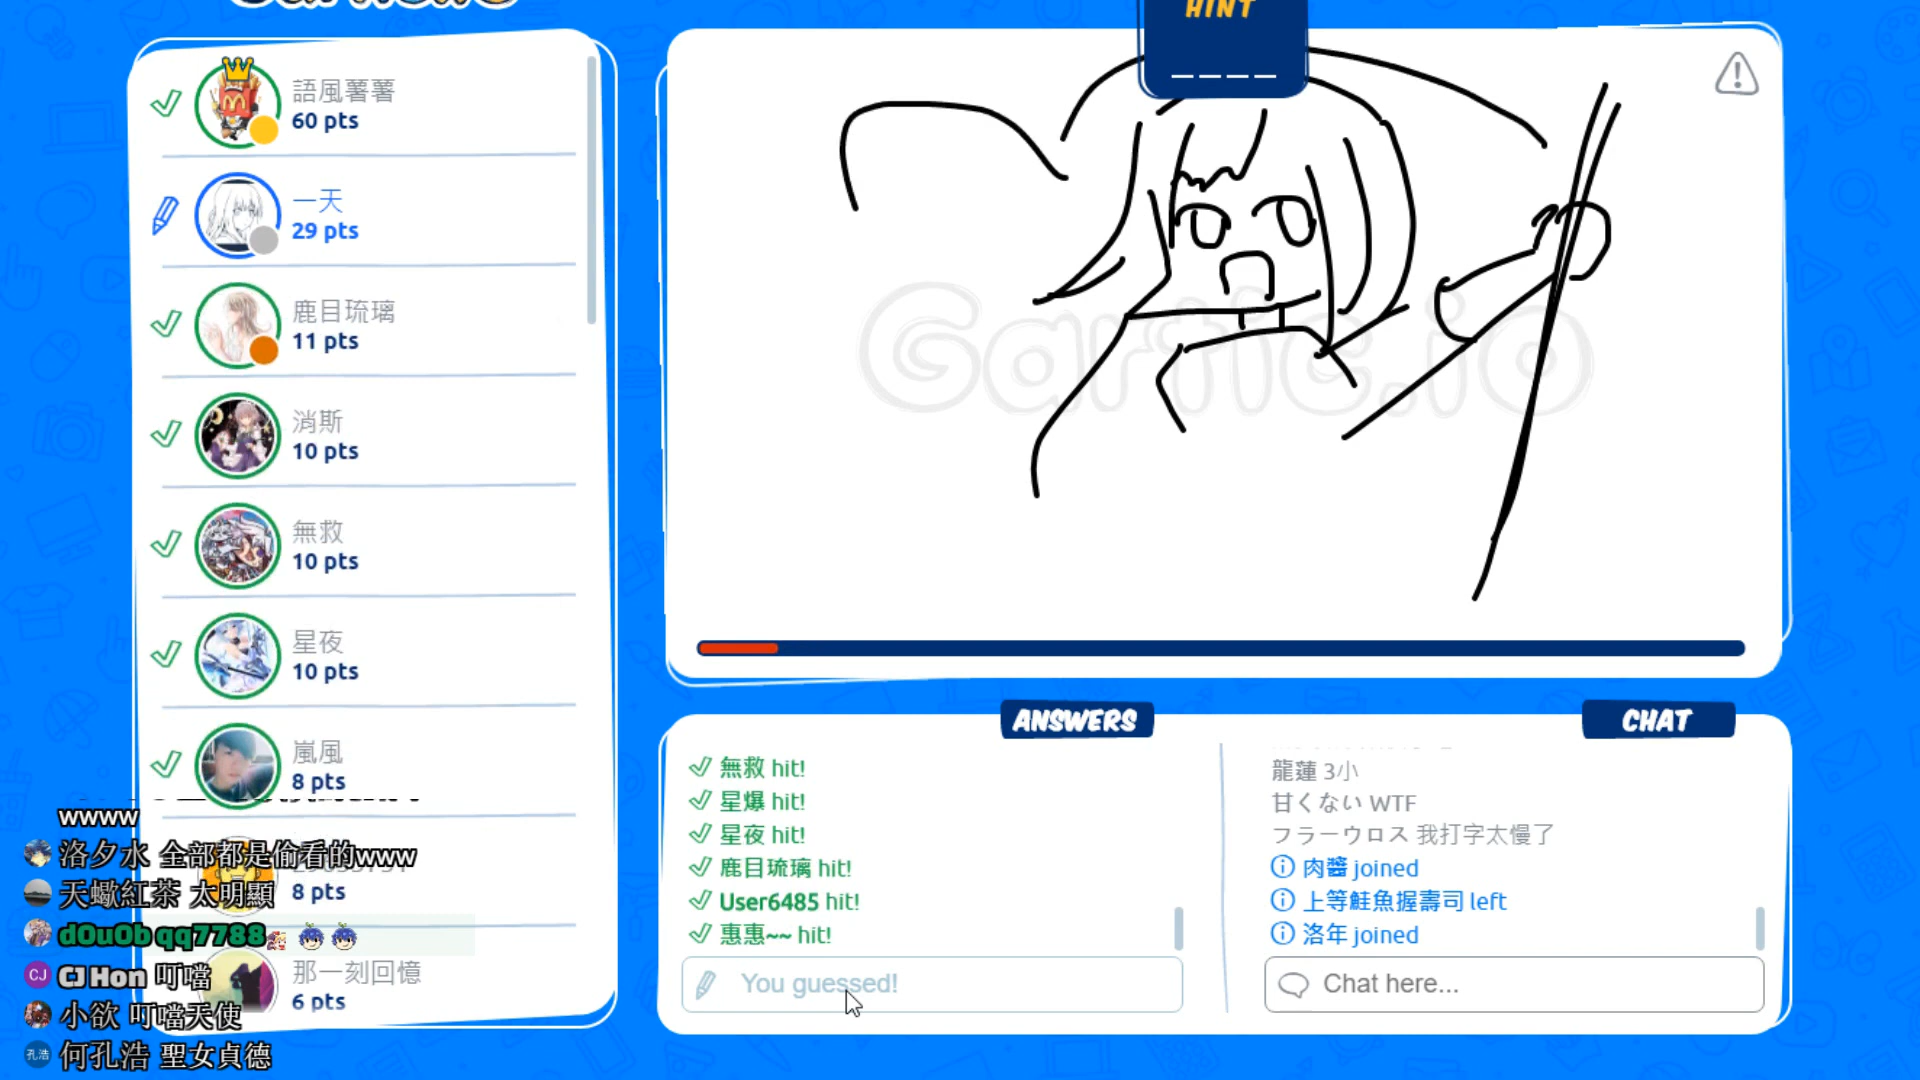 HINT
語風薯薯
60 pts
一天
29 pts
鹿目琉璃
11 pts
消斯
10 pts
無救
10 pts
星夜
10 pts
嵐風
8 pts
8 pts
那一刻回憶
6 pts
wwww
洛夕水 全部都是偷看的www
天蠍紅茶 太明顯
d0u0b qq7788
CJ CJ Hon 叮噹
小欲 叮噹天使
孔浩 何孔浩 聖女貞德
Gartic.io
ANSWERS
無救 hit!
星爆 hit!
星夜 hit!
鹿目琉璃 hit!
User6485 hit!
惠惠~~ hit!
You guessed!
CHAT
龍蓮 3小
甘くない WTF
フラーウロス 我打字太慢了
肉醬 joined
上等鮭魚握壽司 left
洛年 joined
Chat here...